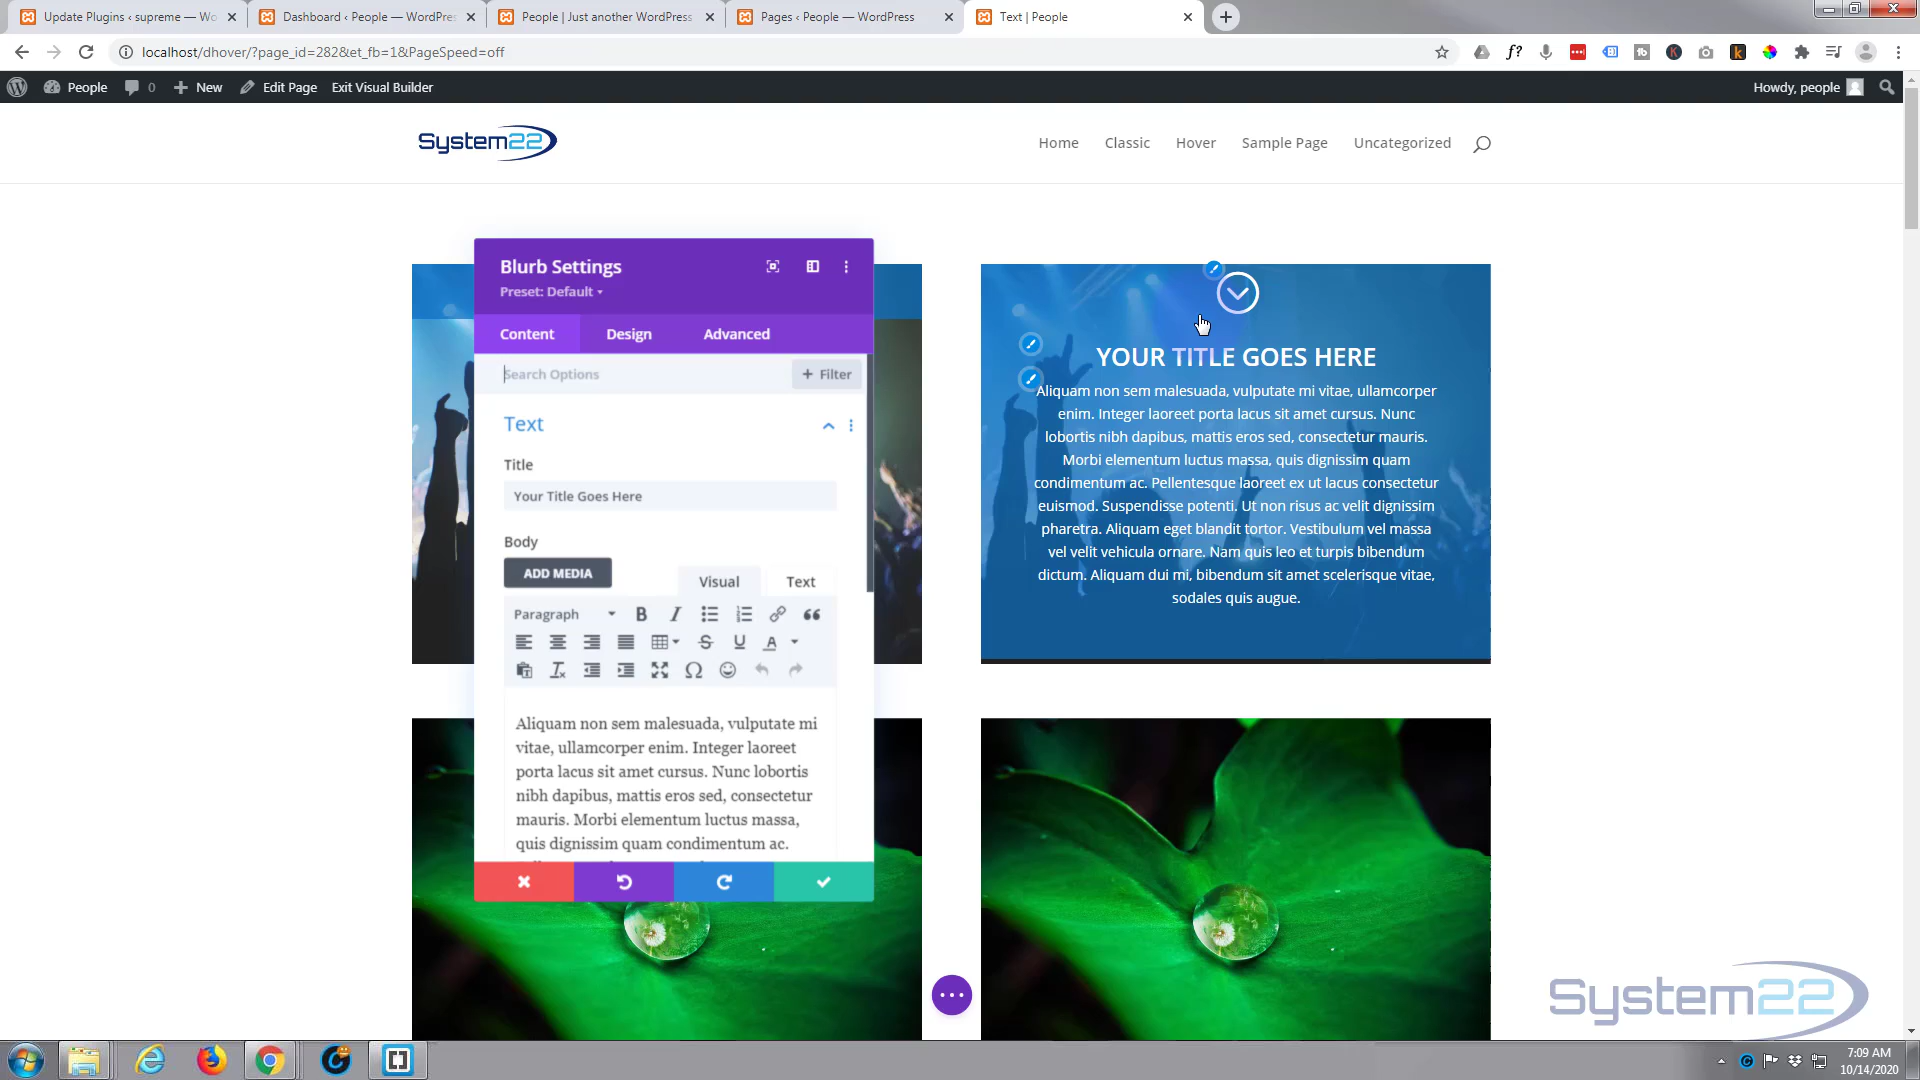 Update Plugins ‹ supreme — Wo
Dashboard ‹ People — WordPres
People | Just another WordPress
Pages ‹ People — WordPress
Text | People
localhost/dhover/?page_id=282&et_fb=1&PageSpeed=off
People
0
New
Edit Page
Exit Visual Builder
Howdy, people
System22
Home
Classic
Hover
Sample Page
Uncategorized
Blurb Settings
Preset: Default
Content
Design
Advanced
Search Options
+ Filter
Text
Title
Your Title Goes Here
Body
ADD MEDIA
Visual
Text
Paragraph
Aliquam non sem malesuada, vulputate mi
vitae, ullamcorper enim. Integer laoreet
porta lacus sit amet cursus. Nunc lobortis
nibh dapibus, mattis eros sed, consectetur
mauris. Morbi elementum luctus massa,
quis dignissim quam condimentum ac.
YOUR TITLE GOES HERE
Aliquam non sem malesuada, vulputate mi vitae, ullamcorper
enim. Integer laoreet porta lacus sit amet cursus. Nunc
lobortis nibh dapibus, mattis eros sed, consectetur mauris.
Morbi elementum luctus massa, quis dignissim quam
condimentum ac. Pellentesque laoreet ex ut lacus consectetur
euismod. Suspendisse potenti. Ut non risus ac velit dignissim
pharetra. Aliquam eget blandit tortor. Vestibulum vel massa
vel velit vehicula ornare. Nam quis leo et turpis bibendum
dictum. Aliquam dui mi, bibendum sit amet scelerisque vitae,
sodales quis augue.
System22
7:09 AM
10/14/2020